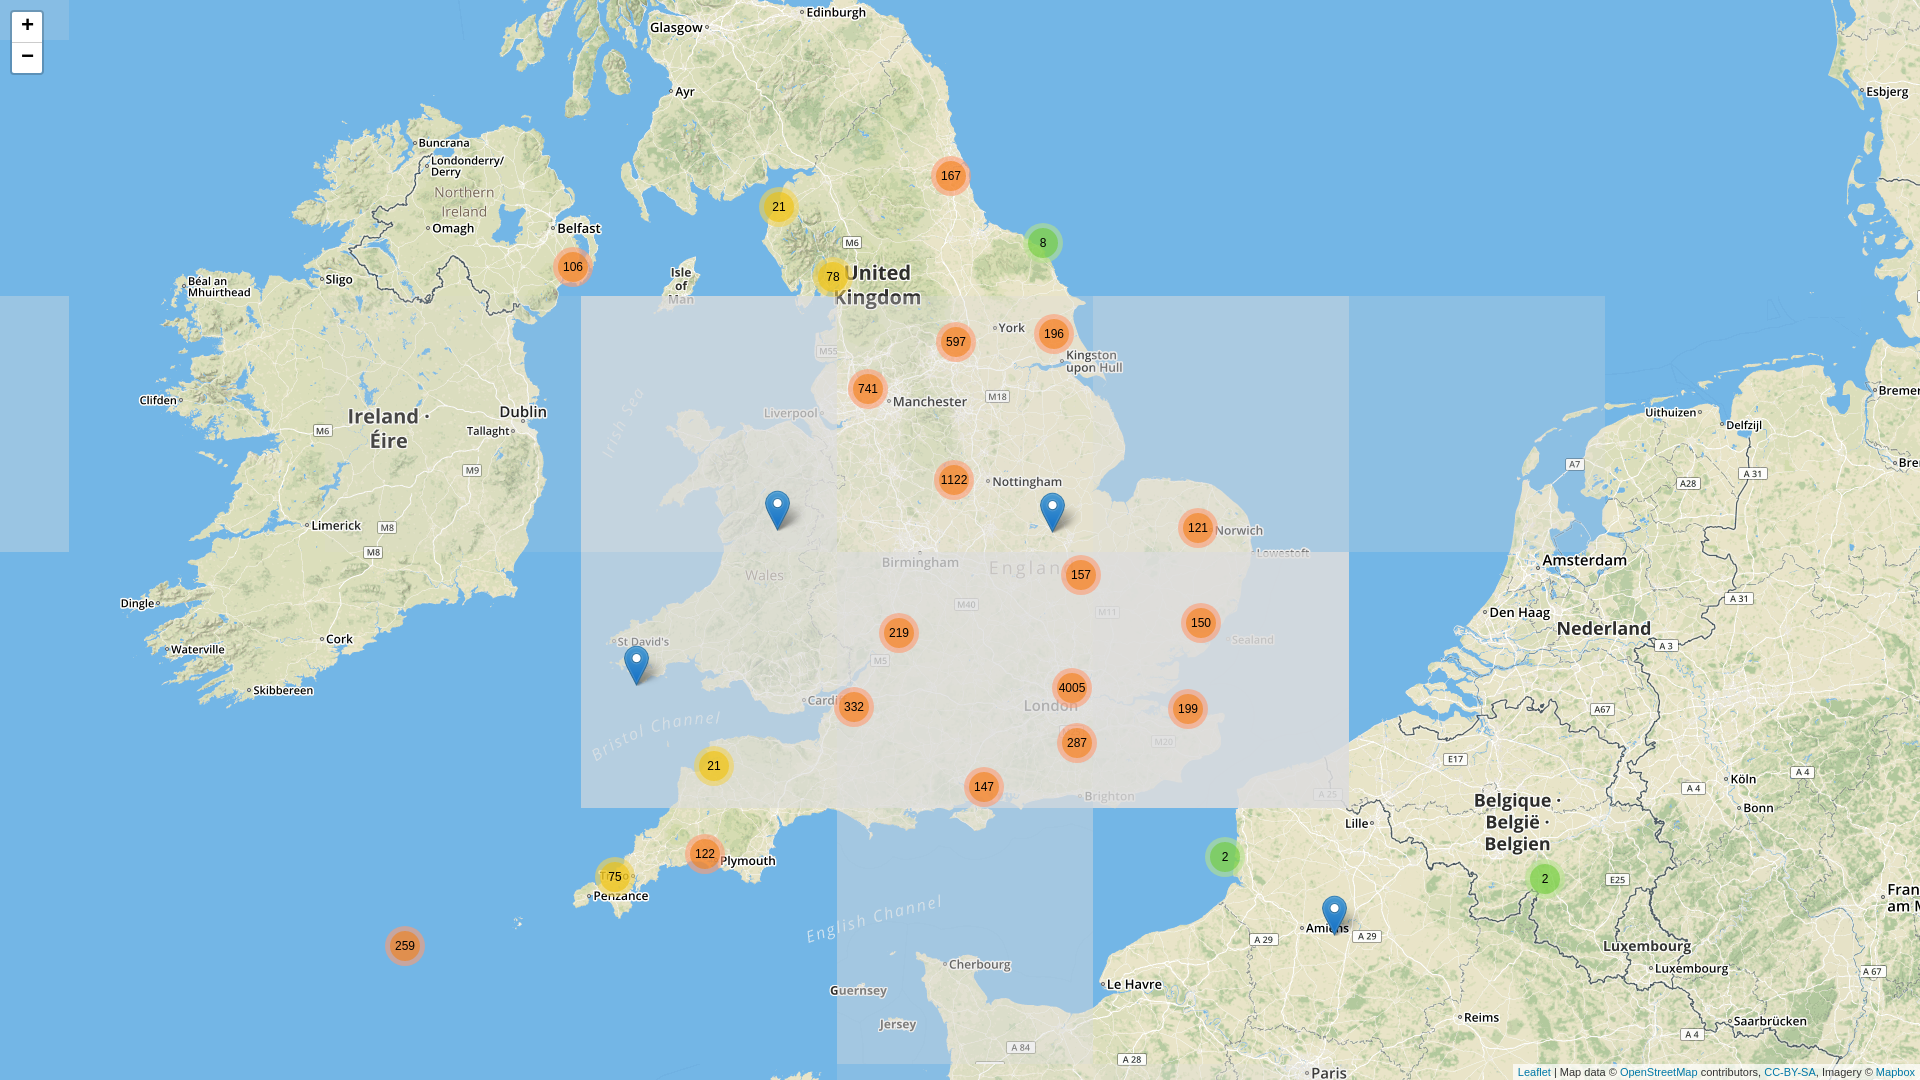 +
−
Glasgow
Edinburgh
Ayr
Esbjerg
Buncrana
Londonderry/
Derry
Northern
Ireland
Omagh
Belfast
167
21
8
106
M6
78
United
Kingdom
Isle
of
Man
Sligo
Béal an
Mhuirthead
York
196
597
M55
Kingston
upon Hull
741
Manchester
M18
Liverpool
Irish Sea
Clifden
Ireland ·
Éire
Dublin
Tallaght
M6
M9
Uithuizen
Delfzijl
A7
A 31
A28
1122
Nottingham
121
Norwich
Lowestoft
Limerick
M8
M8
Birmingham
Wales
157
Amsterdam
Dingle
M40
M11
A 31
Den Haag
Nederland
219
150
Sealand
Cork
Waterville
St David's
M5
A 3
Skibbereen
4005
London
332
199
A67
Bristol Channel
287
M20
E17
21
147
Brighton
A 25
Köln
A 4
A 4
Bonn
Belgique ·
België ·
Belgien
Lille
122
Plymouth
75
Penzance
2
2
E25
259
English Channel
Amiens
A 29
A 29
Luxembourg
Luxembourg
A 67
Cherbourg
Guernsey
Le Havre
Jersey
Reims
Saarbrücken
A 4
A 84
A 28
Paris
Leaflet | Map data © OpenStreetMap contributors, CC-BY-SA, Imagery © Mapbox